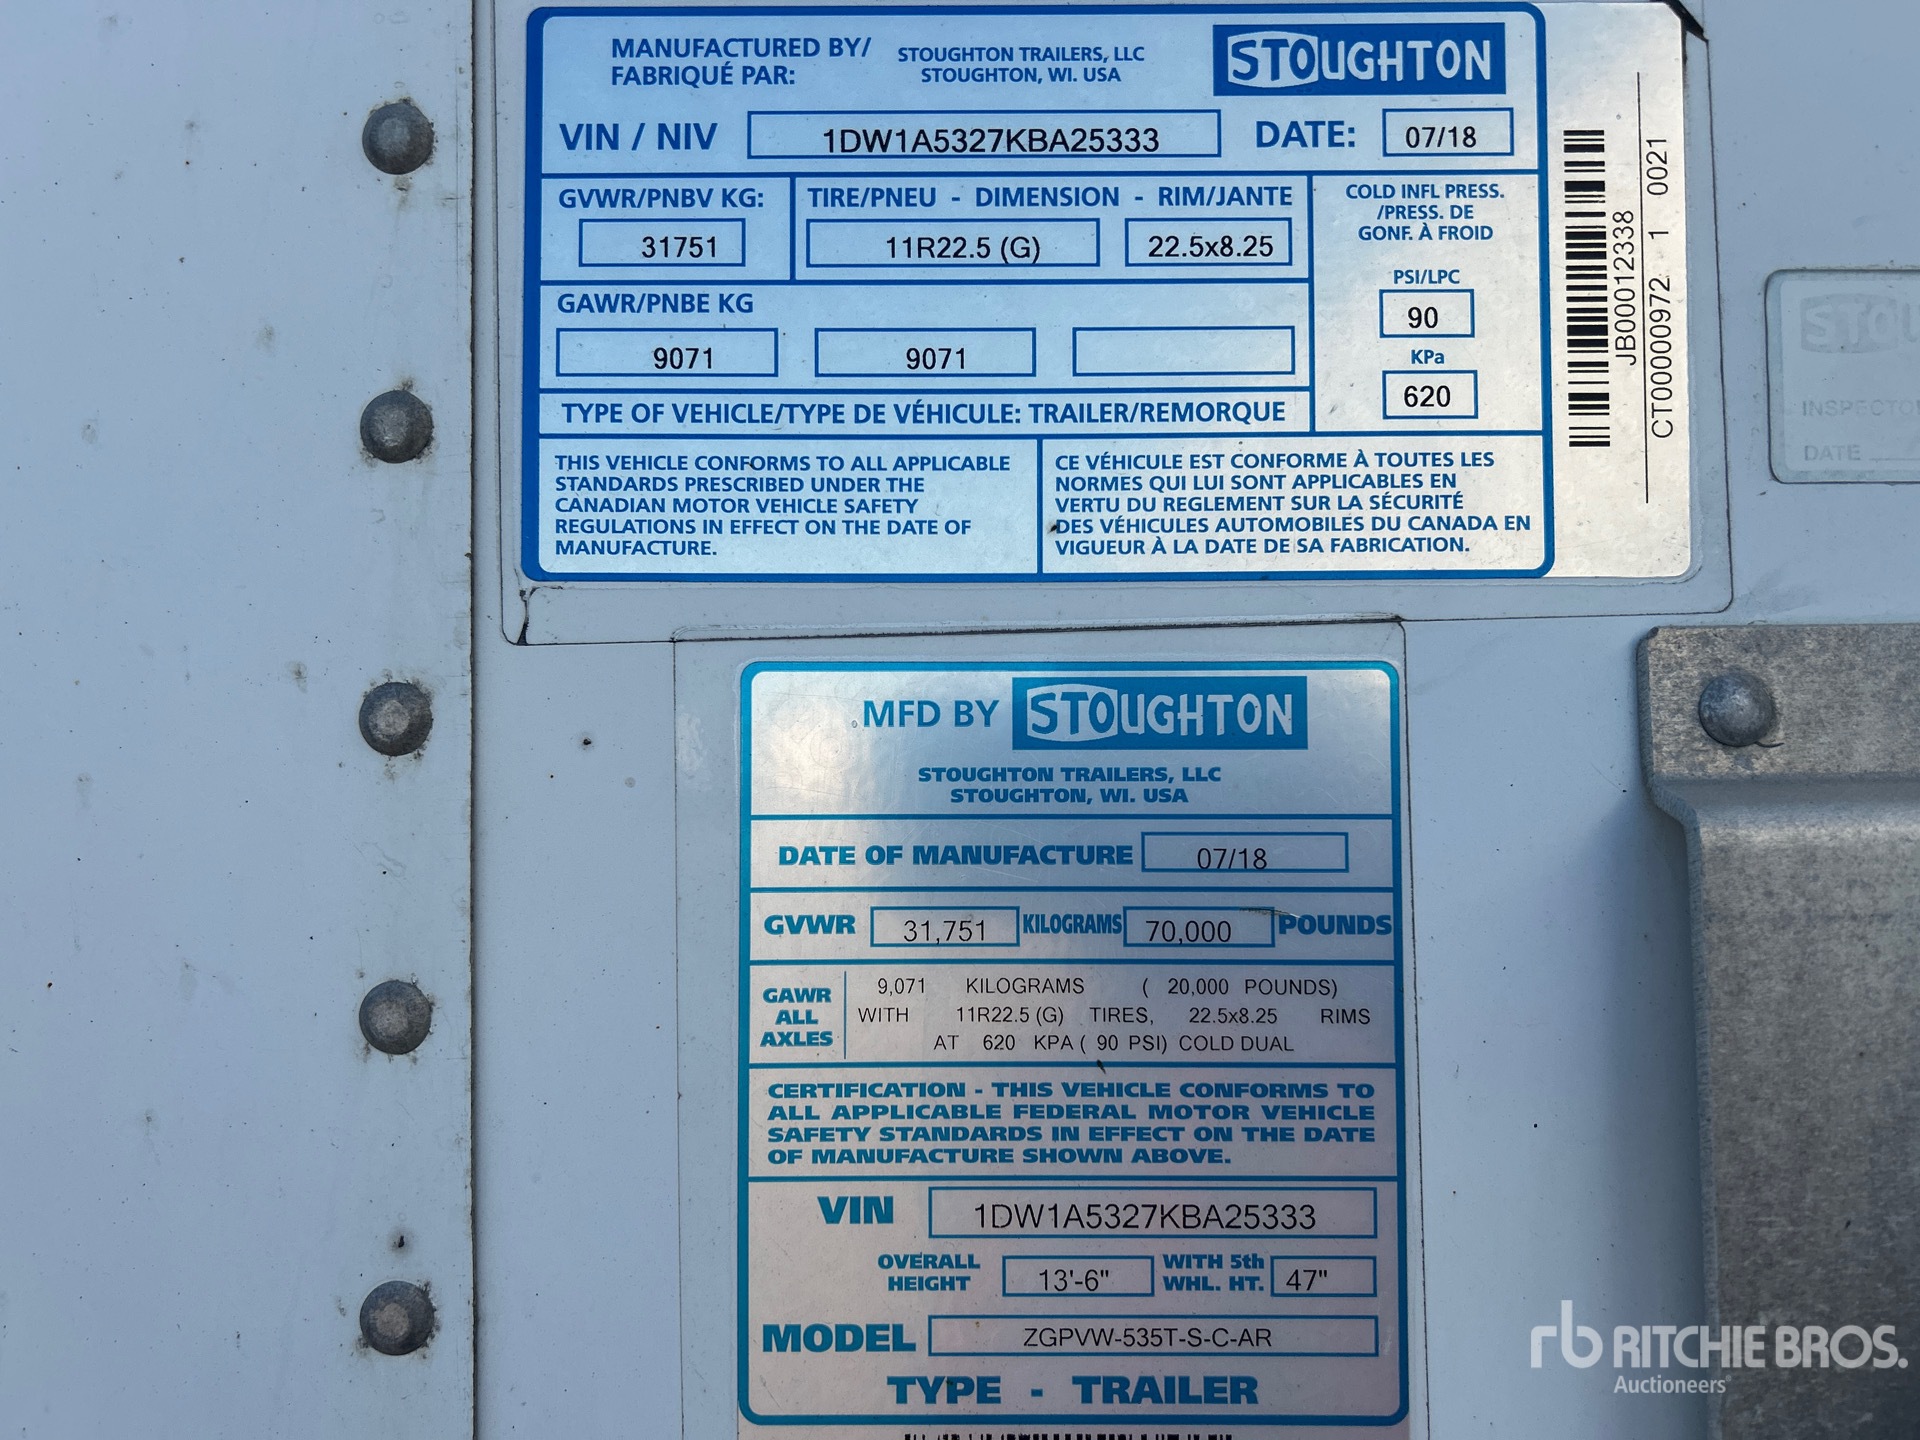 MANUFACTURED BY/ FABRIQUÉ PAR:
STOUGHTON TRAILERS, LLC
STOUGHTON, WI. USA
STOUGHTON
VIN / NIV 1DW1A5327KBA25333 DATE: 07/18
GVWR/PNBV KG: 31751
TIRE/PNEU - DIMENSION - RIM/JANTE
11R22.5 (G) 22.5x8.25
GAWR/PNBE KG
9071 9071
COLD INFL PRESS.
/PRESS. DE
GONF. À FROID
PSI/LPC
90
KPa
620
TYPE OF VEHICLE/TYPE DE VÉHICULE: TRAILER/REMORQUE
THIS VEHICLE CONFORMS TO ALL APPLICABLE
STANDARDS PRESCRIBED UNDER THE
CANADIAN MOTOR VEHICLE SAFETY
REGULATIONS IN EFFECT ON THE DATE OF
MANUFACTURE.
CE VÉHICULE EST CONFORME À TOUTES LES
NORMES QUI LUI SONT APPLICABLES EN
VERTU DU REGLEMENT SUR LA SÉCURITÉ
DES VÉHICULES AUTOMOBILES DU CANADA EN
VIGUEUR À LA DATE DE SA FABRICATION.
JB00012338
CT00000972 1 0021
INSPECTO
DATE
MFD BY STOUGHTON
STOUGHTON TRAILERS, LLC
STOUGHTON, WI. USA
DATE OF MANUFACTURE 07/18
GVWR 31,751 KILOGRAMS 70,000 POUNDS
GAWR
ALL
AXLES
9,071 KILOGRAMS ( 20,000 POUNDS)
WITH 11R22.5 (G) TIRES, 22.5x8.25 RIMS
AT 620 KPA ( 90 PSI) COLD DUAL
CERTIFICATION - THIS VEHICLE CONFORMS TO
ALL APPLICABLE FEDERAL MOTOR VEHICLE
SAFETY STANDARDS IN EFFECT ON THE DATE
OF MANUFACTURE SHOWN ABOVE.
VIN 1DW1A5327KBA25333
OVERALL HEIGHT 13'-6" WITH 5th WHL. HT. 47"
MODEL ZGPVW-535T-S-C-AR
TYPE - TRAILER
rb RITCHIE BROS.
Auctioneers